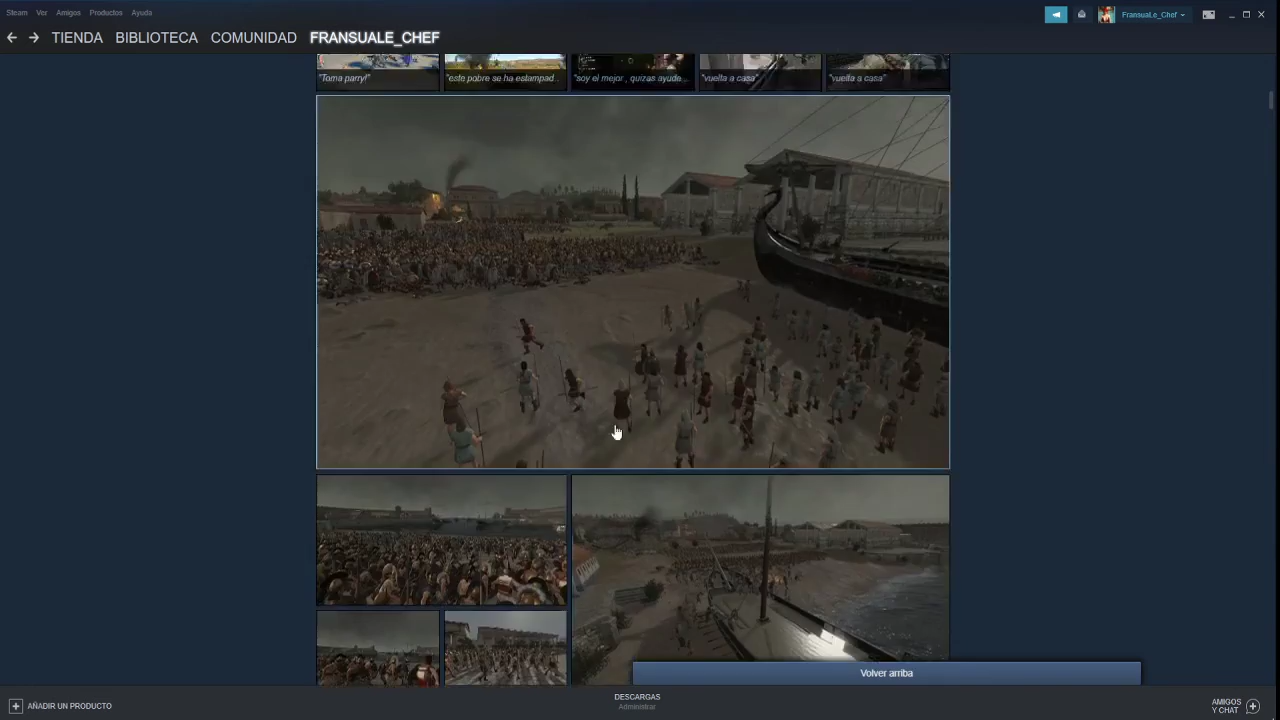 Steam Ver Amigos Productos Ayuda
FransuaLe_Chef
TIENDA BIBLIOTECA COMUNIDAD FRANSUALE_CHEF
"Toma parry!" "este pobre se ha estampad... "soy el mejor , quizas ayude... "vuelta a casa" "vuelta a casa"
Volver arriba
AÑADIR UN PRODUCTO
DESCARGAS
Administrar
AMIGOS
Y CHAT